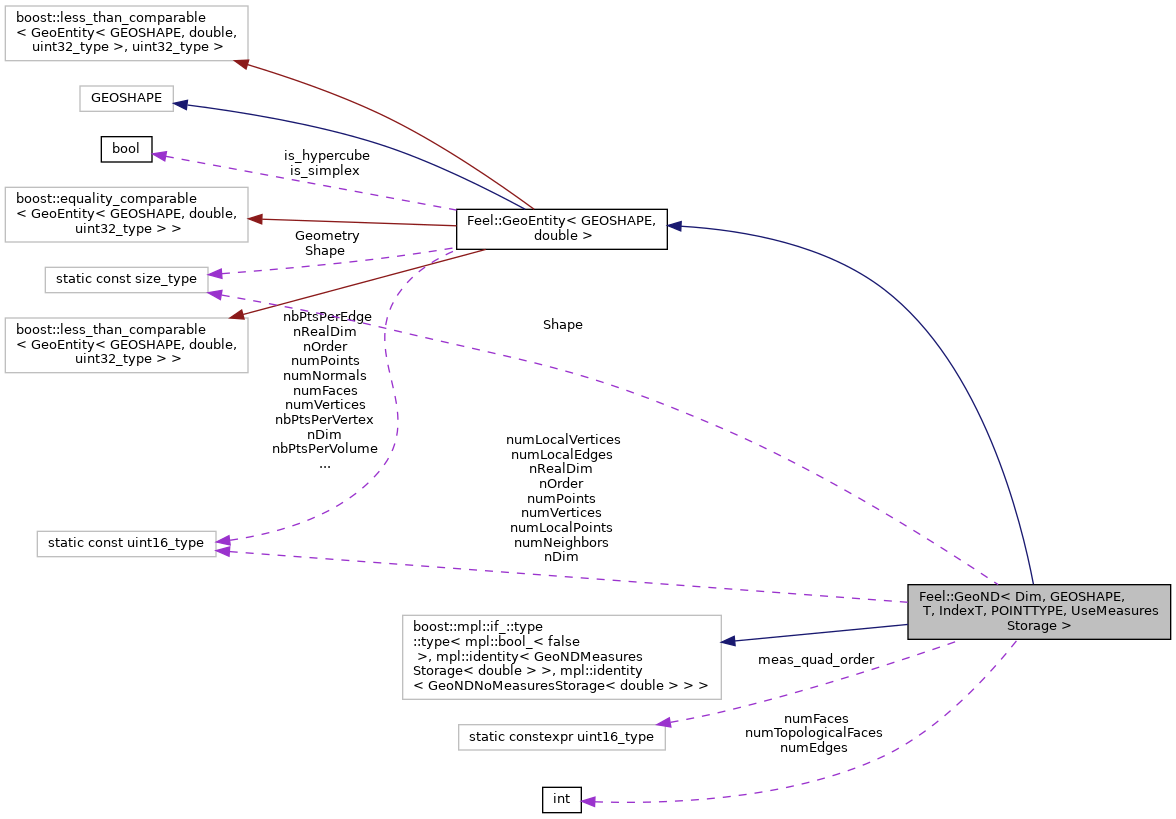 boost::less_than_comparable
< GeoEntity< GEOSHAPE, double,
uint32_type >, uint32_type >
GEOSHAPE
bool
is_hypercube
is_simplex
boost::equality_comparable
< GeoEntity< GEOSHAPE, double,
uint32_type > >
Feel::GeoEntity< GEOSHAPE,
double >
Geometry
Shape
static const size_type
boost::less_than_comparable
< GeoEntity< GEOSHAPE, double,
uint32_type > >
nbPtsPerEdge
nRealDim
nOrder
numPoints
numNormals
numFaces
numVertices
nbPtsPerVertex
nDim
nbPtsPerVolume
...
Shape
numLocalVertices
numLocalEdges
nRealDim
nOrder
numPoints
numVertices
numLocalPoints
numNeighbors
nDim
static const uint16_type
Feel::GeoND< Dim, GEOSHAPE,
T, IndexT, POINTTYPE, UseMeasures
Storage >
boost::mpl::if_::type
::type< mpl::bool_< false
>, mpl::identity< GeoNDMeasures
Storage< double > >, mpl::identity
< GeoNDNoMeasuresStorage< double > > >
meas_quad_order
static constexpr uint16_type
numFaces
numTopologicalFaces
numEdges
int